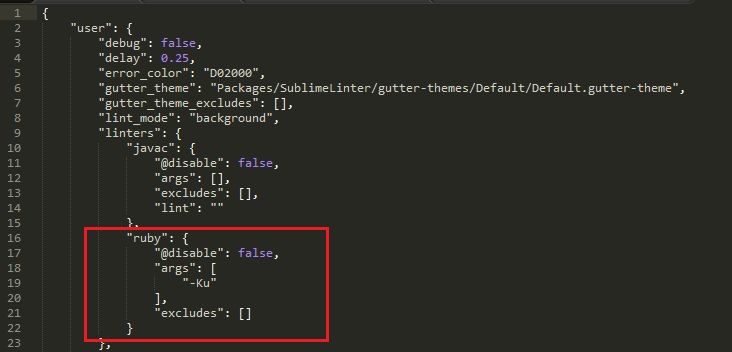 1 {
2     "user": {
3         "debug": false,
4         "delay": 0.25,
5         "error_color": "D02000",
6         "gutter_theme": "Packages/SublimeLinter/gutter-themes/Default/Default.gutter-theme",
7         "gutter_theme_excludes": [],
8         "lint_mode": "background",
9         "linters": {
10             "javac": {
11                 "@disable": false,
12                 "args": [],
13                 "excludes": [],
14                 "lint": ""
15             },
16             "ruby": {
17                 "@disable": false,
18                 "args": [
19                     "-Ku"
20                 ],
21                 "excludes": []
22             }
23         },